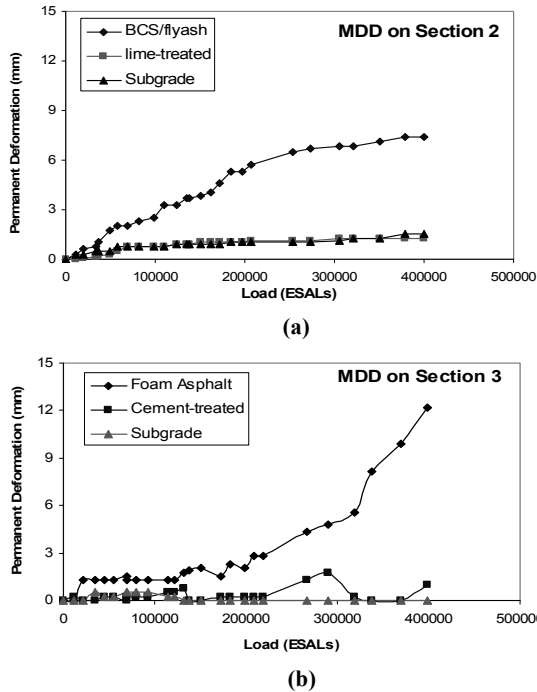 MDD on Section 2
BCS/flyash
lime-treated
Subgrade
Permanent Deformation (mm)
15
12
9
6
3
0
0 100000 200000 300000 400000 500000
Load (ESALs)
(a)
MDD on Section 3
Foam Asphalt
Cement-treated
Subgrade
Permanent Deformation (mm)
15
12
9
6
3
0
0 100000 200000 300000 400000 500000
Load (ESALs)
(b)